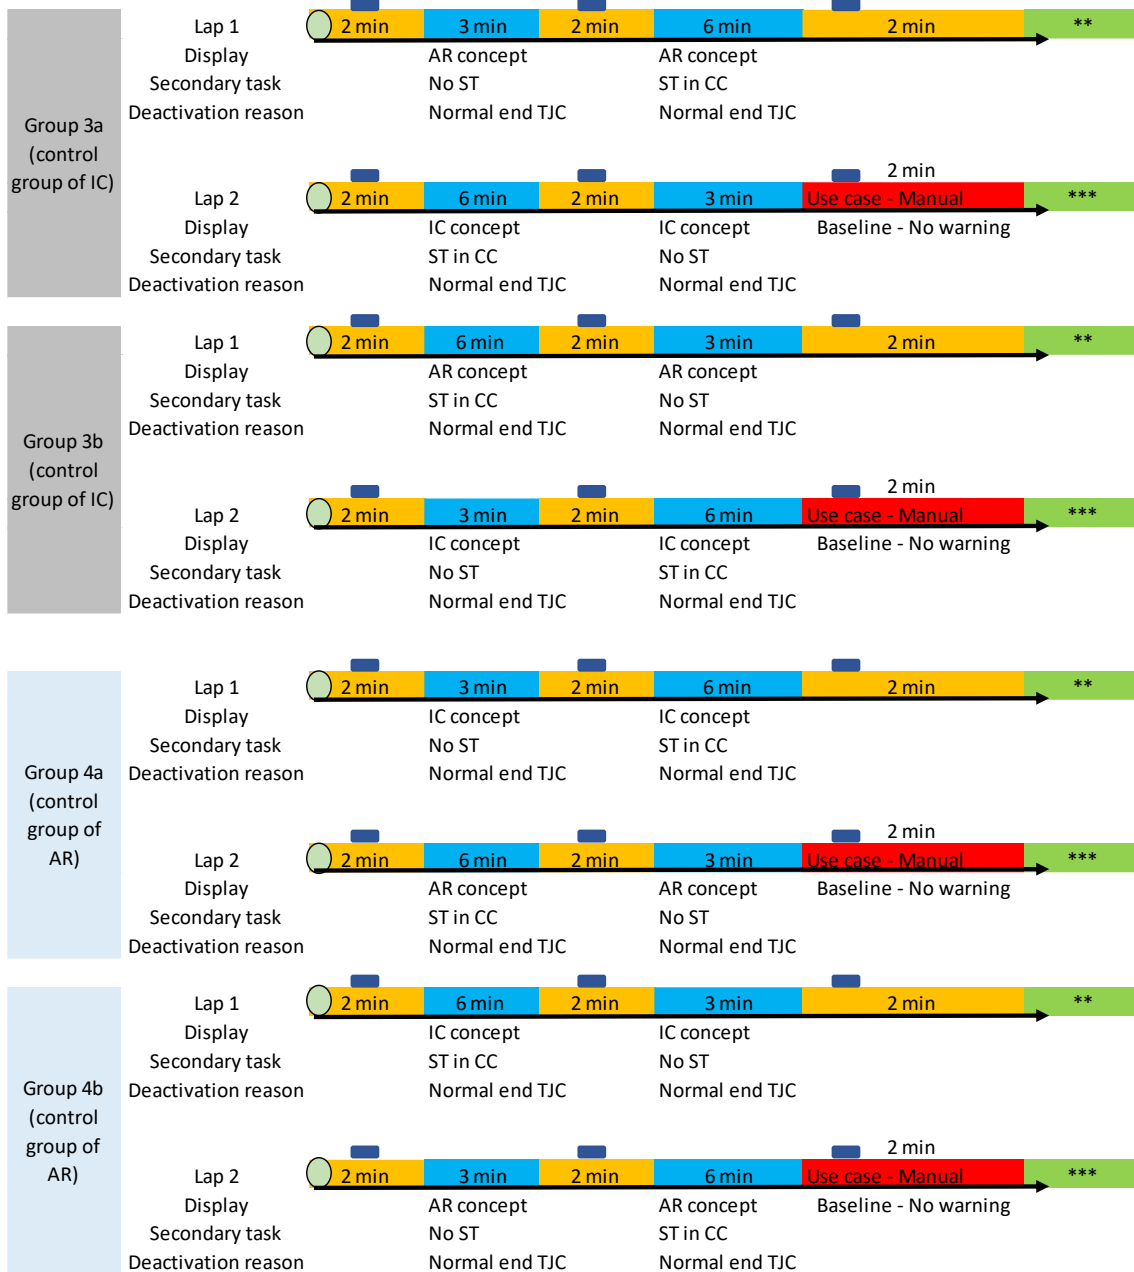 Lap 1 2 min 3 min 2 min 6 min 2 min **
Display AR concept AR concept
Secondary task No ST ST in CC
Deactivation reason Normal end TJC Normal end TJC
Group 3a
(control
group of IC)
2 min
Lap 2 2 min 6 min 2 min 3 min Use case - Manual ***
Display IC concept IC concept Baseline - No warning
Secondary task ST in CC No ST
Deactivation reason Normal end TJC Normal end TJC
Lap 1 2 min 6 min 2 min 3 min 2 min **
Display AR concept AR concept
Secondary task ST in CC No ST
Deactivation reason Normal end TJC Normal end TJC
Group 3b
(control
group of IC)
2 min
Lap 2 2 min 3 min 2 min 6 min Use case - Manual ***
Display IC concept IC concept Baseline - No warning
Secondary task No ST ST in CC
Deactivation reason Normal end TJC Normal end TJC
Lap 1 2 min 3 min 2 min 6 min 2 min **
Display IC concept IC concept
Secondary task No ST ST in CC
Deactivation reason Normal end TJC Normal end TJC
Group 4a
(control
group of
AR)
2 min
Lap 2 2 min 6 min 2 min 3 min Use case - Manual ***
Display AR concept AR concept Baseline - No warning
Secondary task ST in CC No ST
Deactivation reason Normal end TJC Normal end TJC
Lap 1 2 min 6 min 2 min 3 min 2 min **
Display IC concept IC concept
Secondary task ST in CC No ST
Deactivation reason Normal end TJC Normal end TJC
Group 4b
(control
group of
AR)
2 min
Lap 2 2 min 3 min 2 min 6 min Use case - Manual ***
Display AR concept AR concept Baseline - No warning
Secondary task No ST ST in CC
Deactivation reason Normal end TJC Normal end TJC